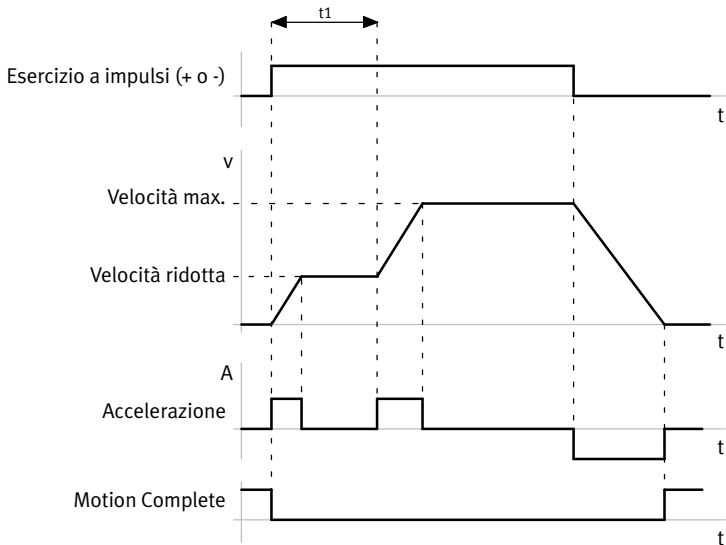 t1
Esercizio a impulsi (+ o -)
t
v
Velocità max.
Velocità ridotta
t
A
Accelerazione
t
Motion Complete
t